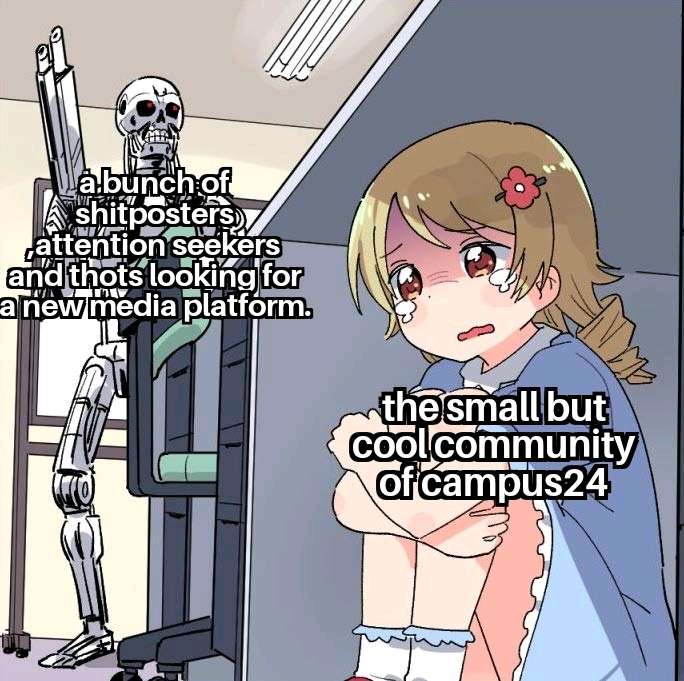 a bunch of
shitposters
,attention seekers
and thots looking for
a new media platform.
the small but
cool community
of campus24